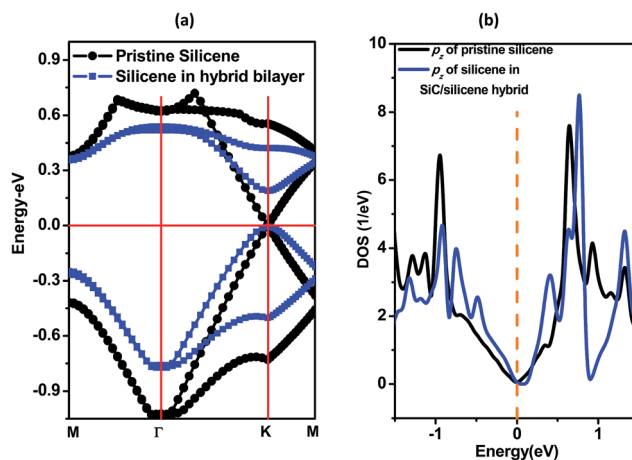 (a)
Pristine Silicene
Silicene in hybrid bilayer
0.9
0.6
0.3
0.0
-0.3
-0.6
-0.9
Energy-eV
M
Γ
K
M
(b)
p_z of pristine silicene
p_z of silicene in
SiC/silicene hybrid
10
8
6
4
2
0
DOS (1/eV)
-1
0
1
Energy(eV)